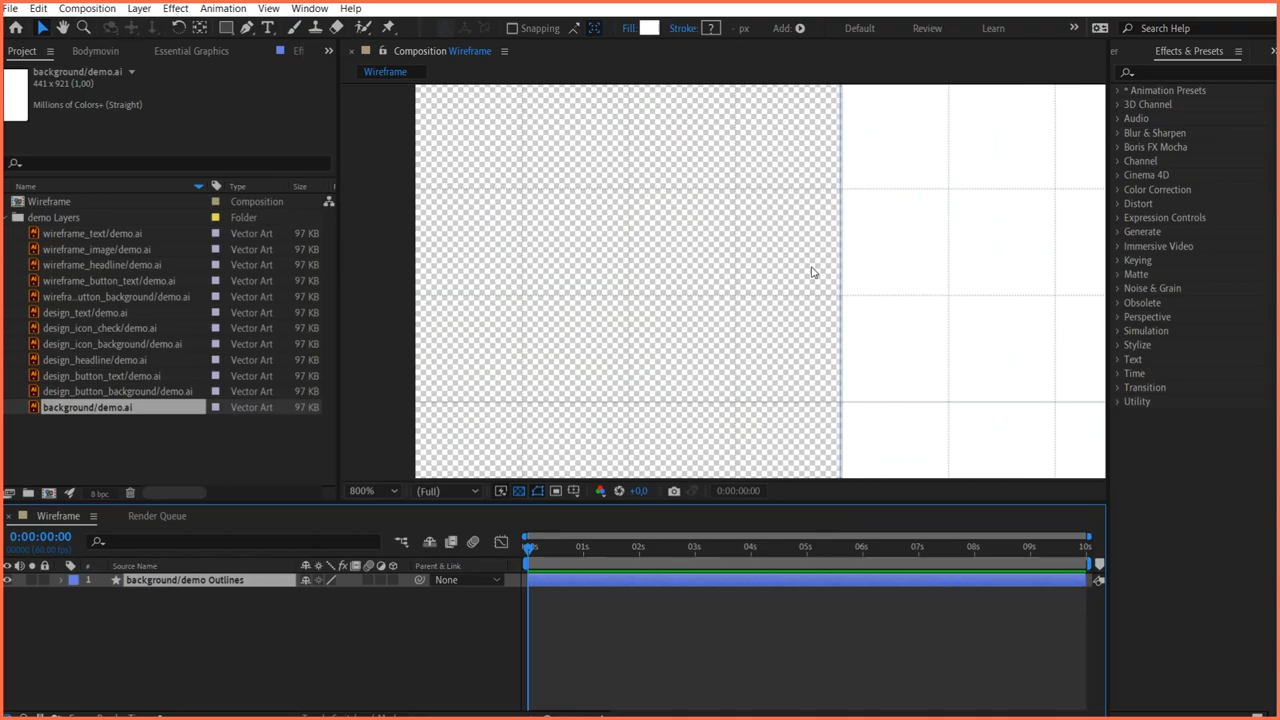 File Edit Composition Layer Effect Animation View Window Help
Snapping Fill: Stroke: ? - px Add: Default Review Learn Search Help
Project Bodymovin Essential Graphics
Composition Wireframe
Effects & Presets
background/demo.ai
441 x 921 (1,00)
Millions of Colors+ (Straight)
Wireframe
Name Type Size
Wireframe Composition
demo Layers Folder
wireframe_text/demo.ai Vector Art 97 KB
wireframe_image/demo.ai Vector Art 97 KB
wireframe_headline/demo.ai Vector Art 97 KB
wireframe_button_text/demo.ai Vector Art 97 KB
wirefra...utton_background/demo.ai Vector Art 97 KB
design_text/demo.ai Vector Art 97 KB
design_icon_check/demo.ai Vector Art 97 KB
design_icon_background/demo.ai Vector Art 97 KB
design_headline/demo.ai Vector Art 97 KB
design_button_text/demo.ai Vector Art 97 KB
design_button_background/demo.ai Vector Art 97 KB
background/demo.ai Vector Art 97 KB
* Animation Presets
3D Channel
Audio
Blur & Sharpen
Boris FX Mocha
Channel
Cinema 4D
Color Correction
Distort
Expression Controls
Generate
Immersive Video
Keying
Matte
Noise & Grain
Obsolete
Perspective
Simulation
Stylize
Text
Time
Transition
Utility
8 bpc
800% (Full) +0,0 0:00:00:00
Wireframe Render Queue
0:00:00:00
00000 (60.00 fps)
01s 02s 03s 04s 05s 06s 07s 08s 09s 10s
# Source Name fx Parent & Link
1 background/demo Outlines None